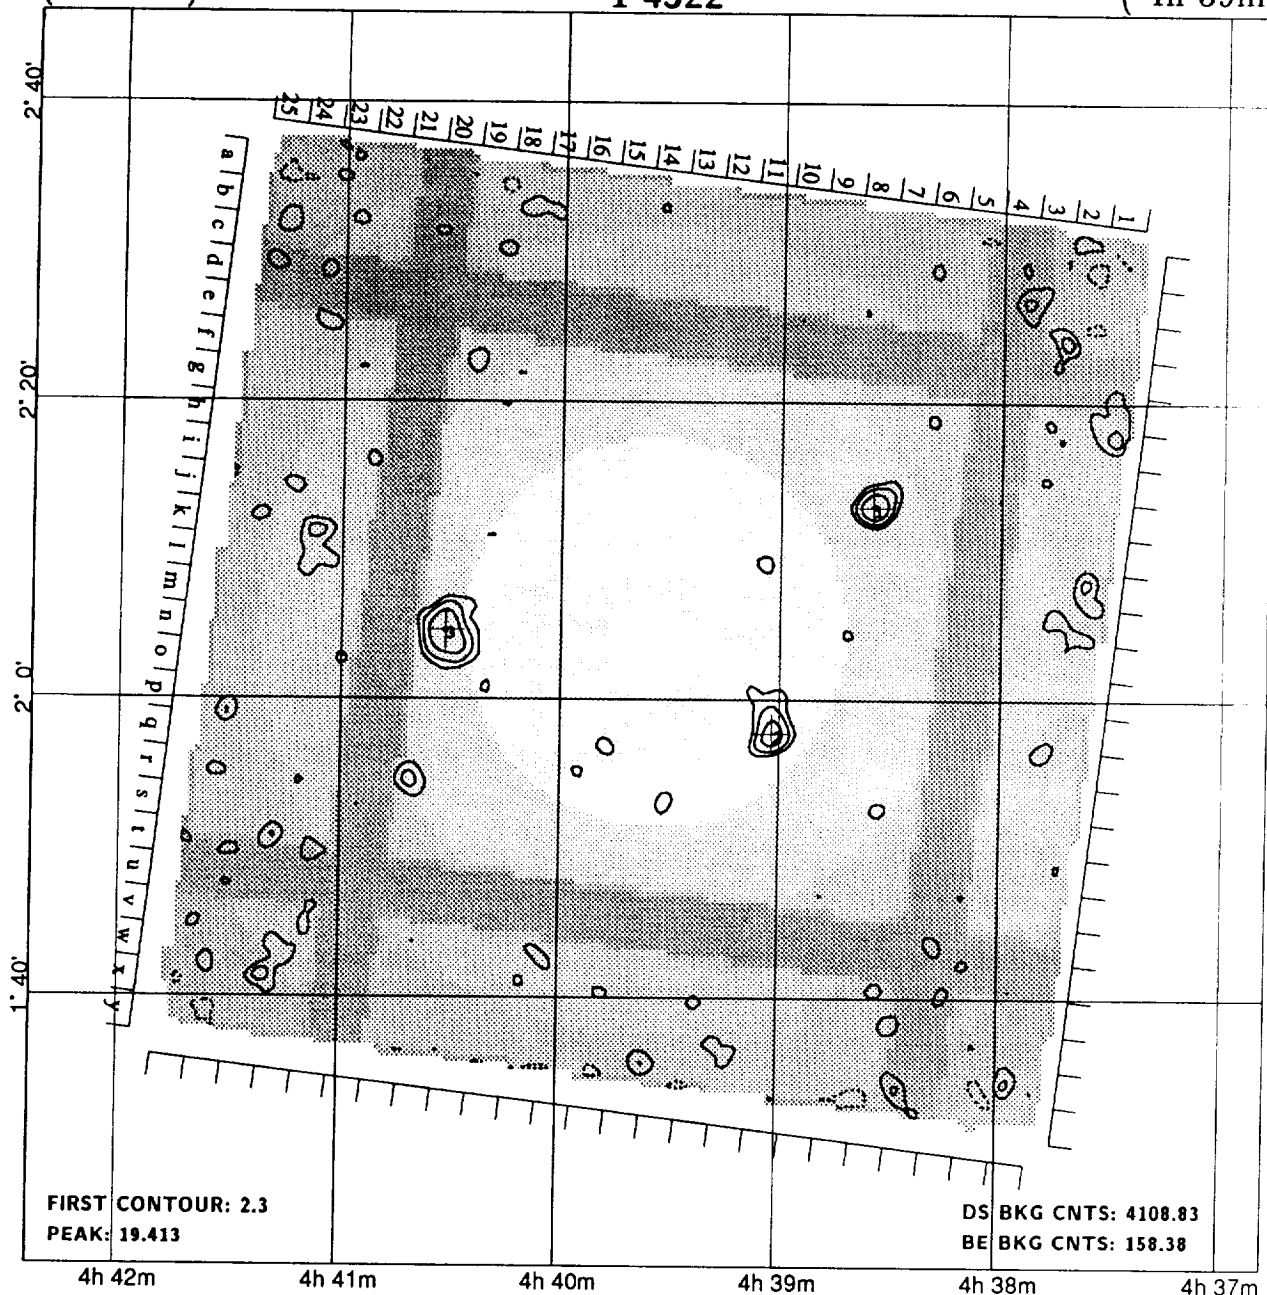 2° 40'
25 24 23 22 21 20 19 18 17 16 15 14 13 12 11 10 9 8 7 6 5 4 3 2 1
a b c d e f g h i j k l m n o p q r s t u v w x y
2° 20'
2° 0'
1° 40'
FIRST CONTOUR: 2.3
PEAK: 19.413
DS BKG CNTS: 4108.83
BE BKG CNTS: 158.38
4h 42m 4h 41m 4h 40m 4h 39m 4h 38m 4h 37m